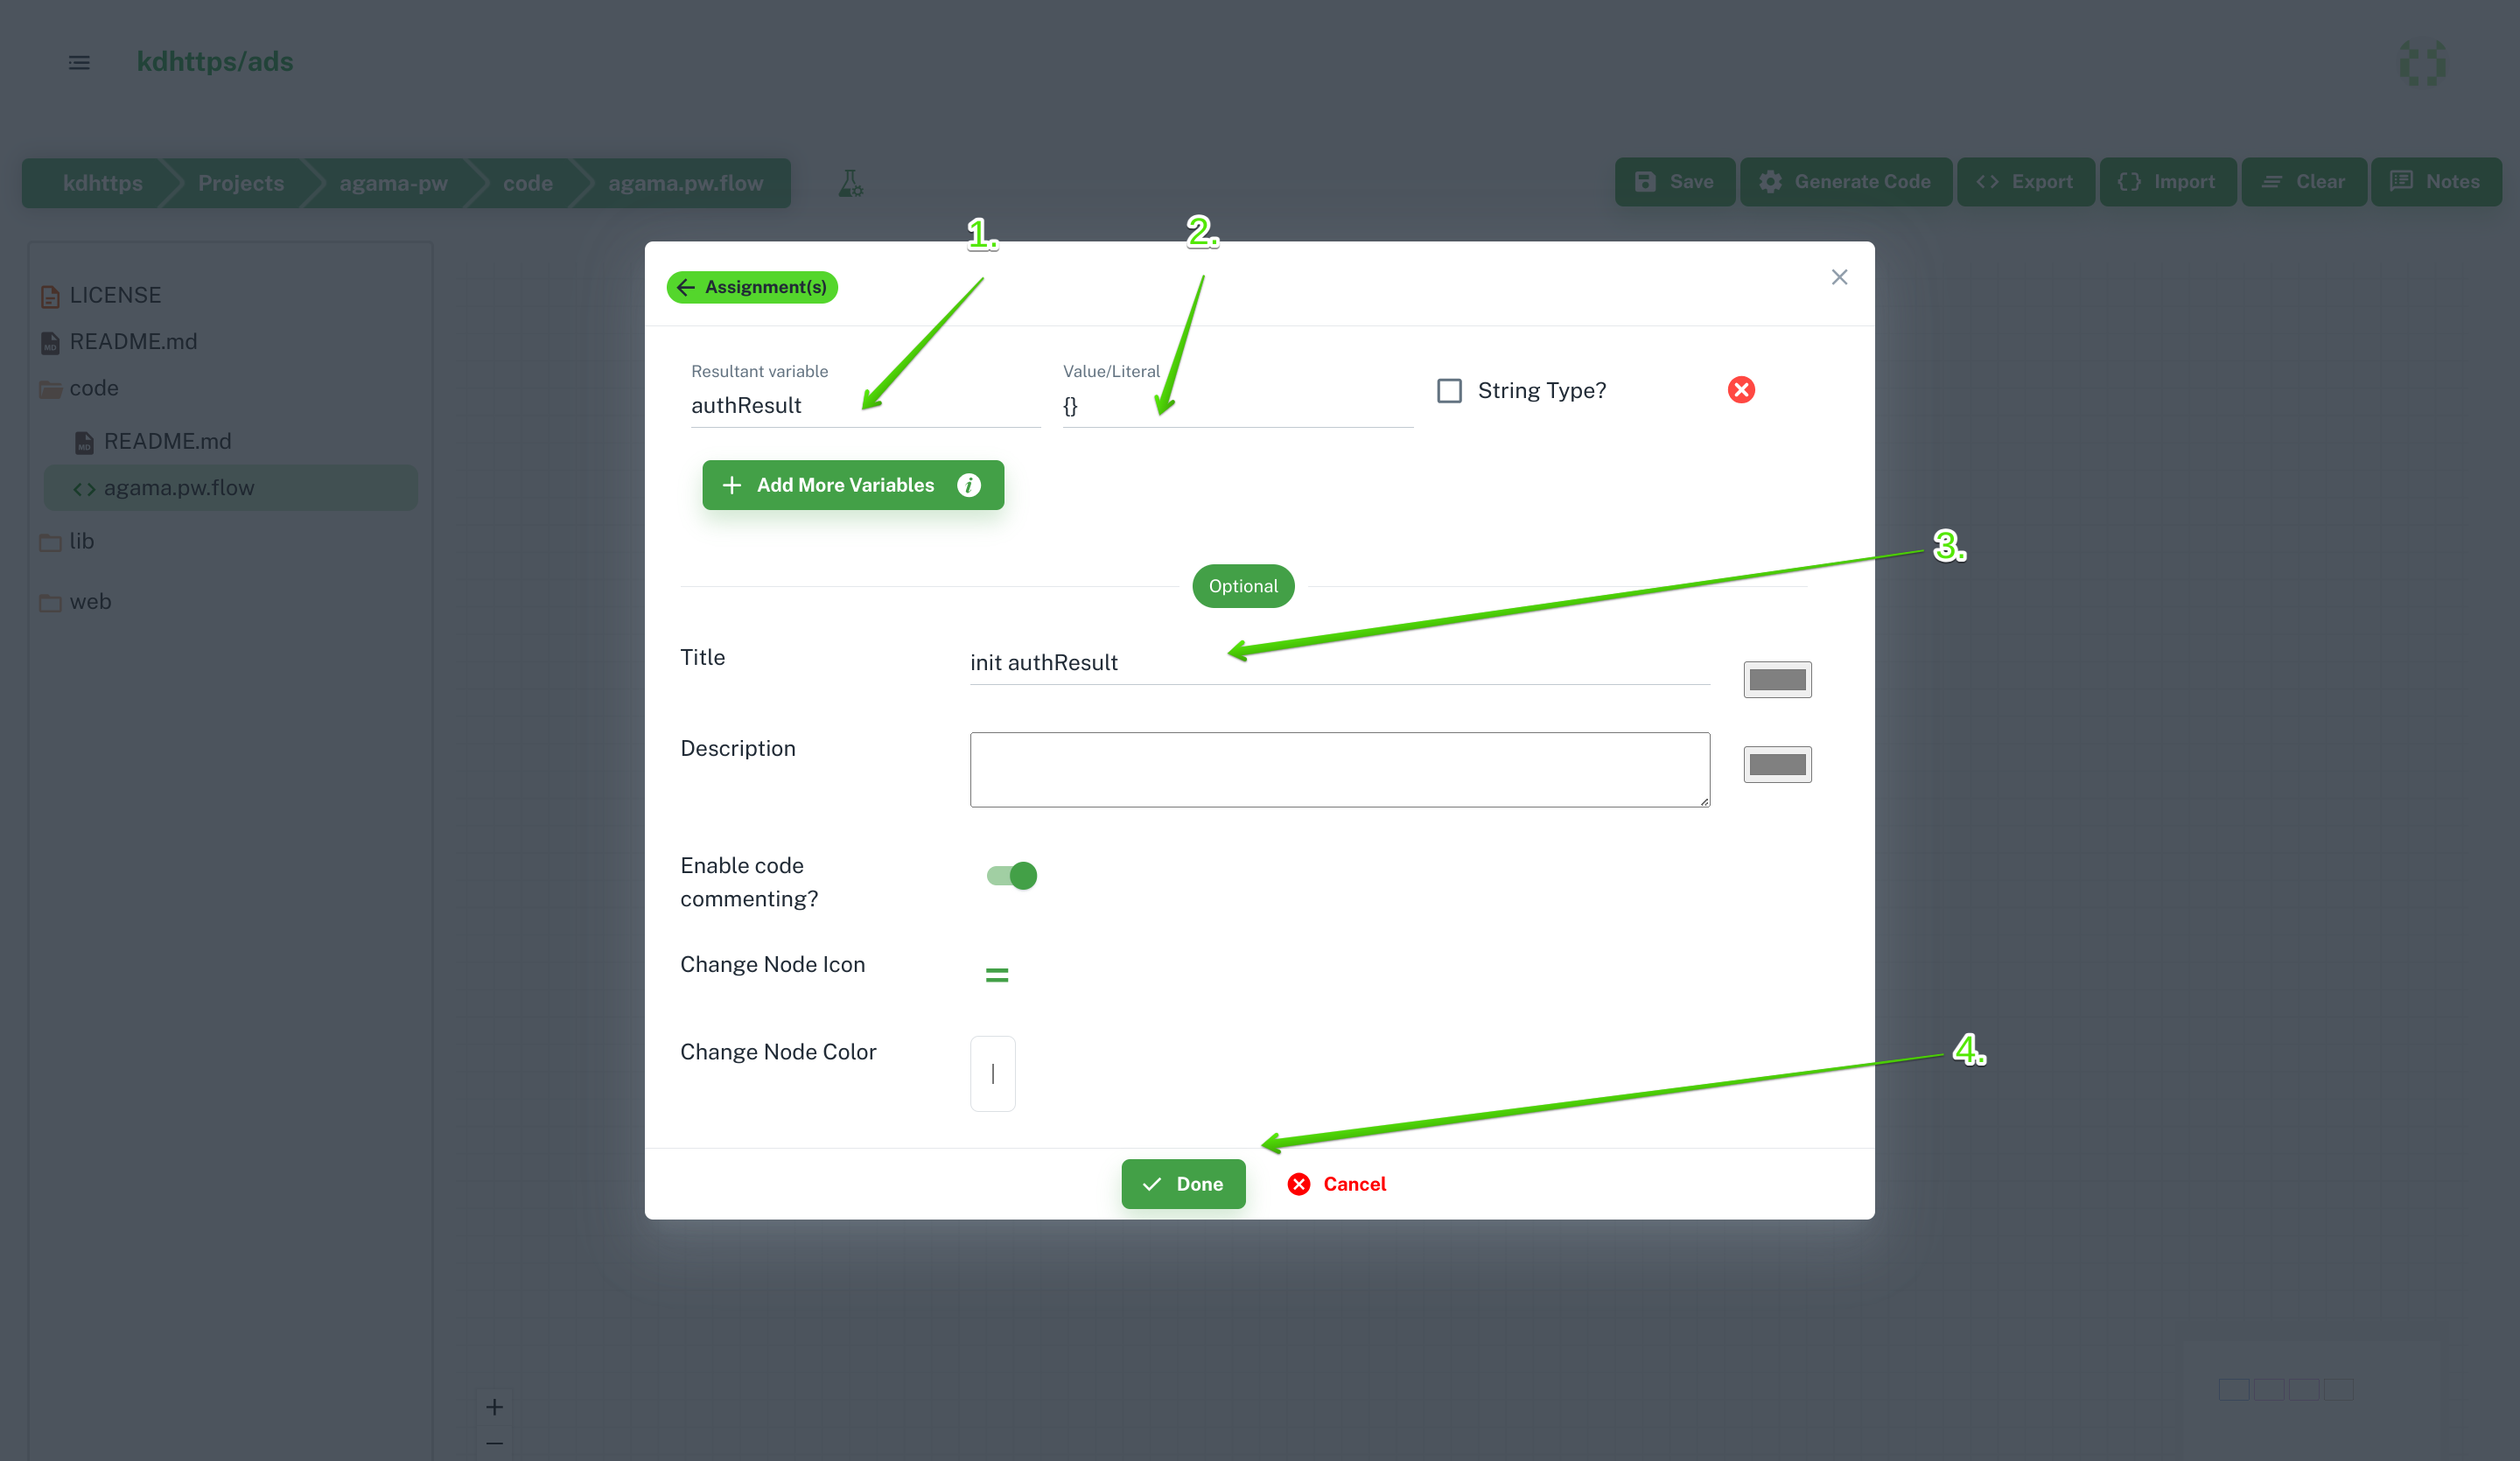 kdhttps/ads
kdhttps Projects agama-pw code agama.pw.flow
Save Generate Code Export Import Clear Notes
1. 2.
LICENSE
README.md
code
README.md
agama.pw.flow
lib
web
Assignment(s)
Resultant variable Value/Literal
authResult {} String Type?
Add More Variables i
3.
Optional
Title init authResult
Description
Enable code
commenting?
Change Node Icon =
Change Node Color
4.
Done Cancel